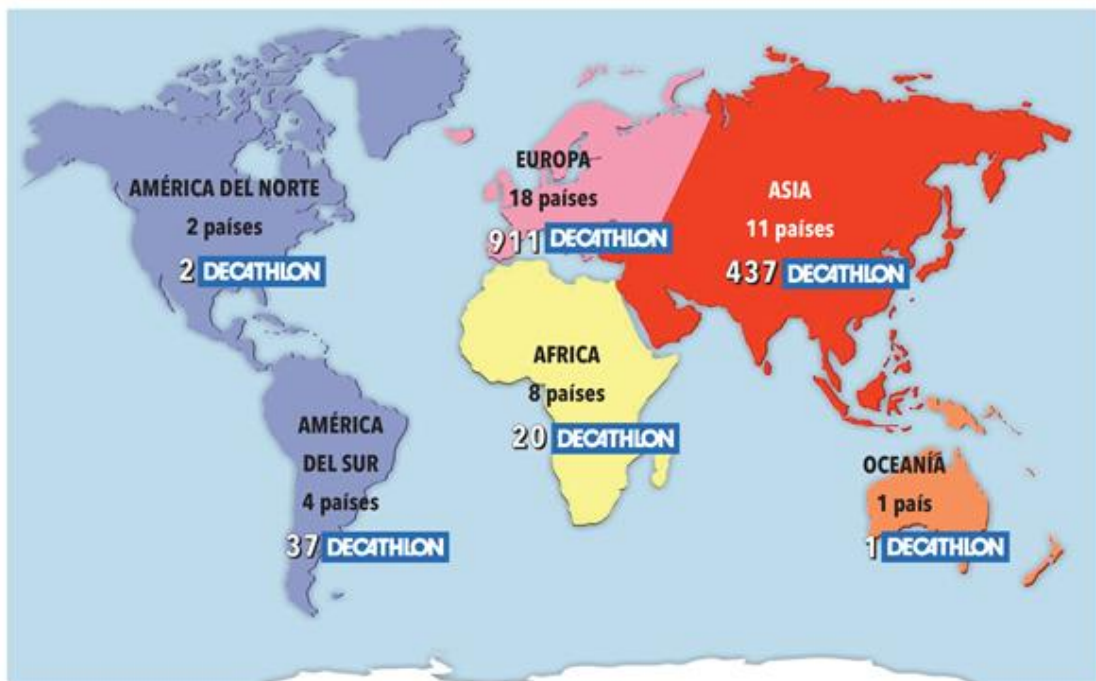 AMÉRICA DEL NORTE
2 países
2 DECATHLON
EUROPA
18 países
911 DECATHLON
ASIA
11 países
437 DECATHLON
AFRICA
8 países
20 DECATHLON
AMÉRICA
DEL SUR
4 países
37 DECATHLON
OCEANÍA
1 país
1 DECATHLON